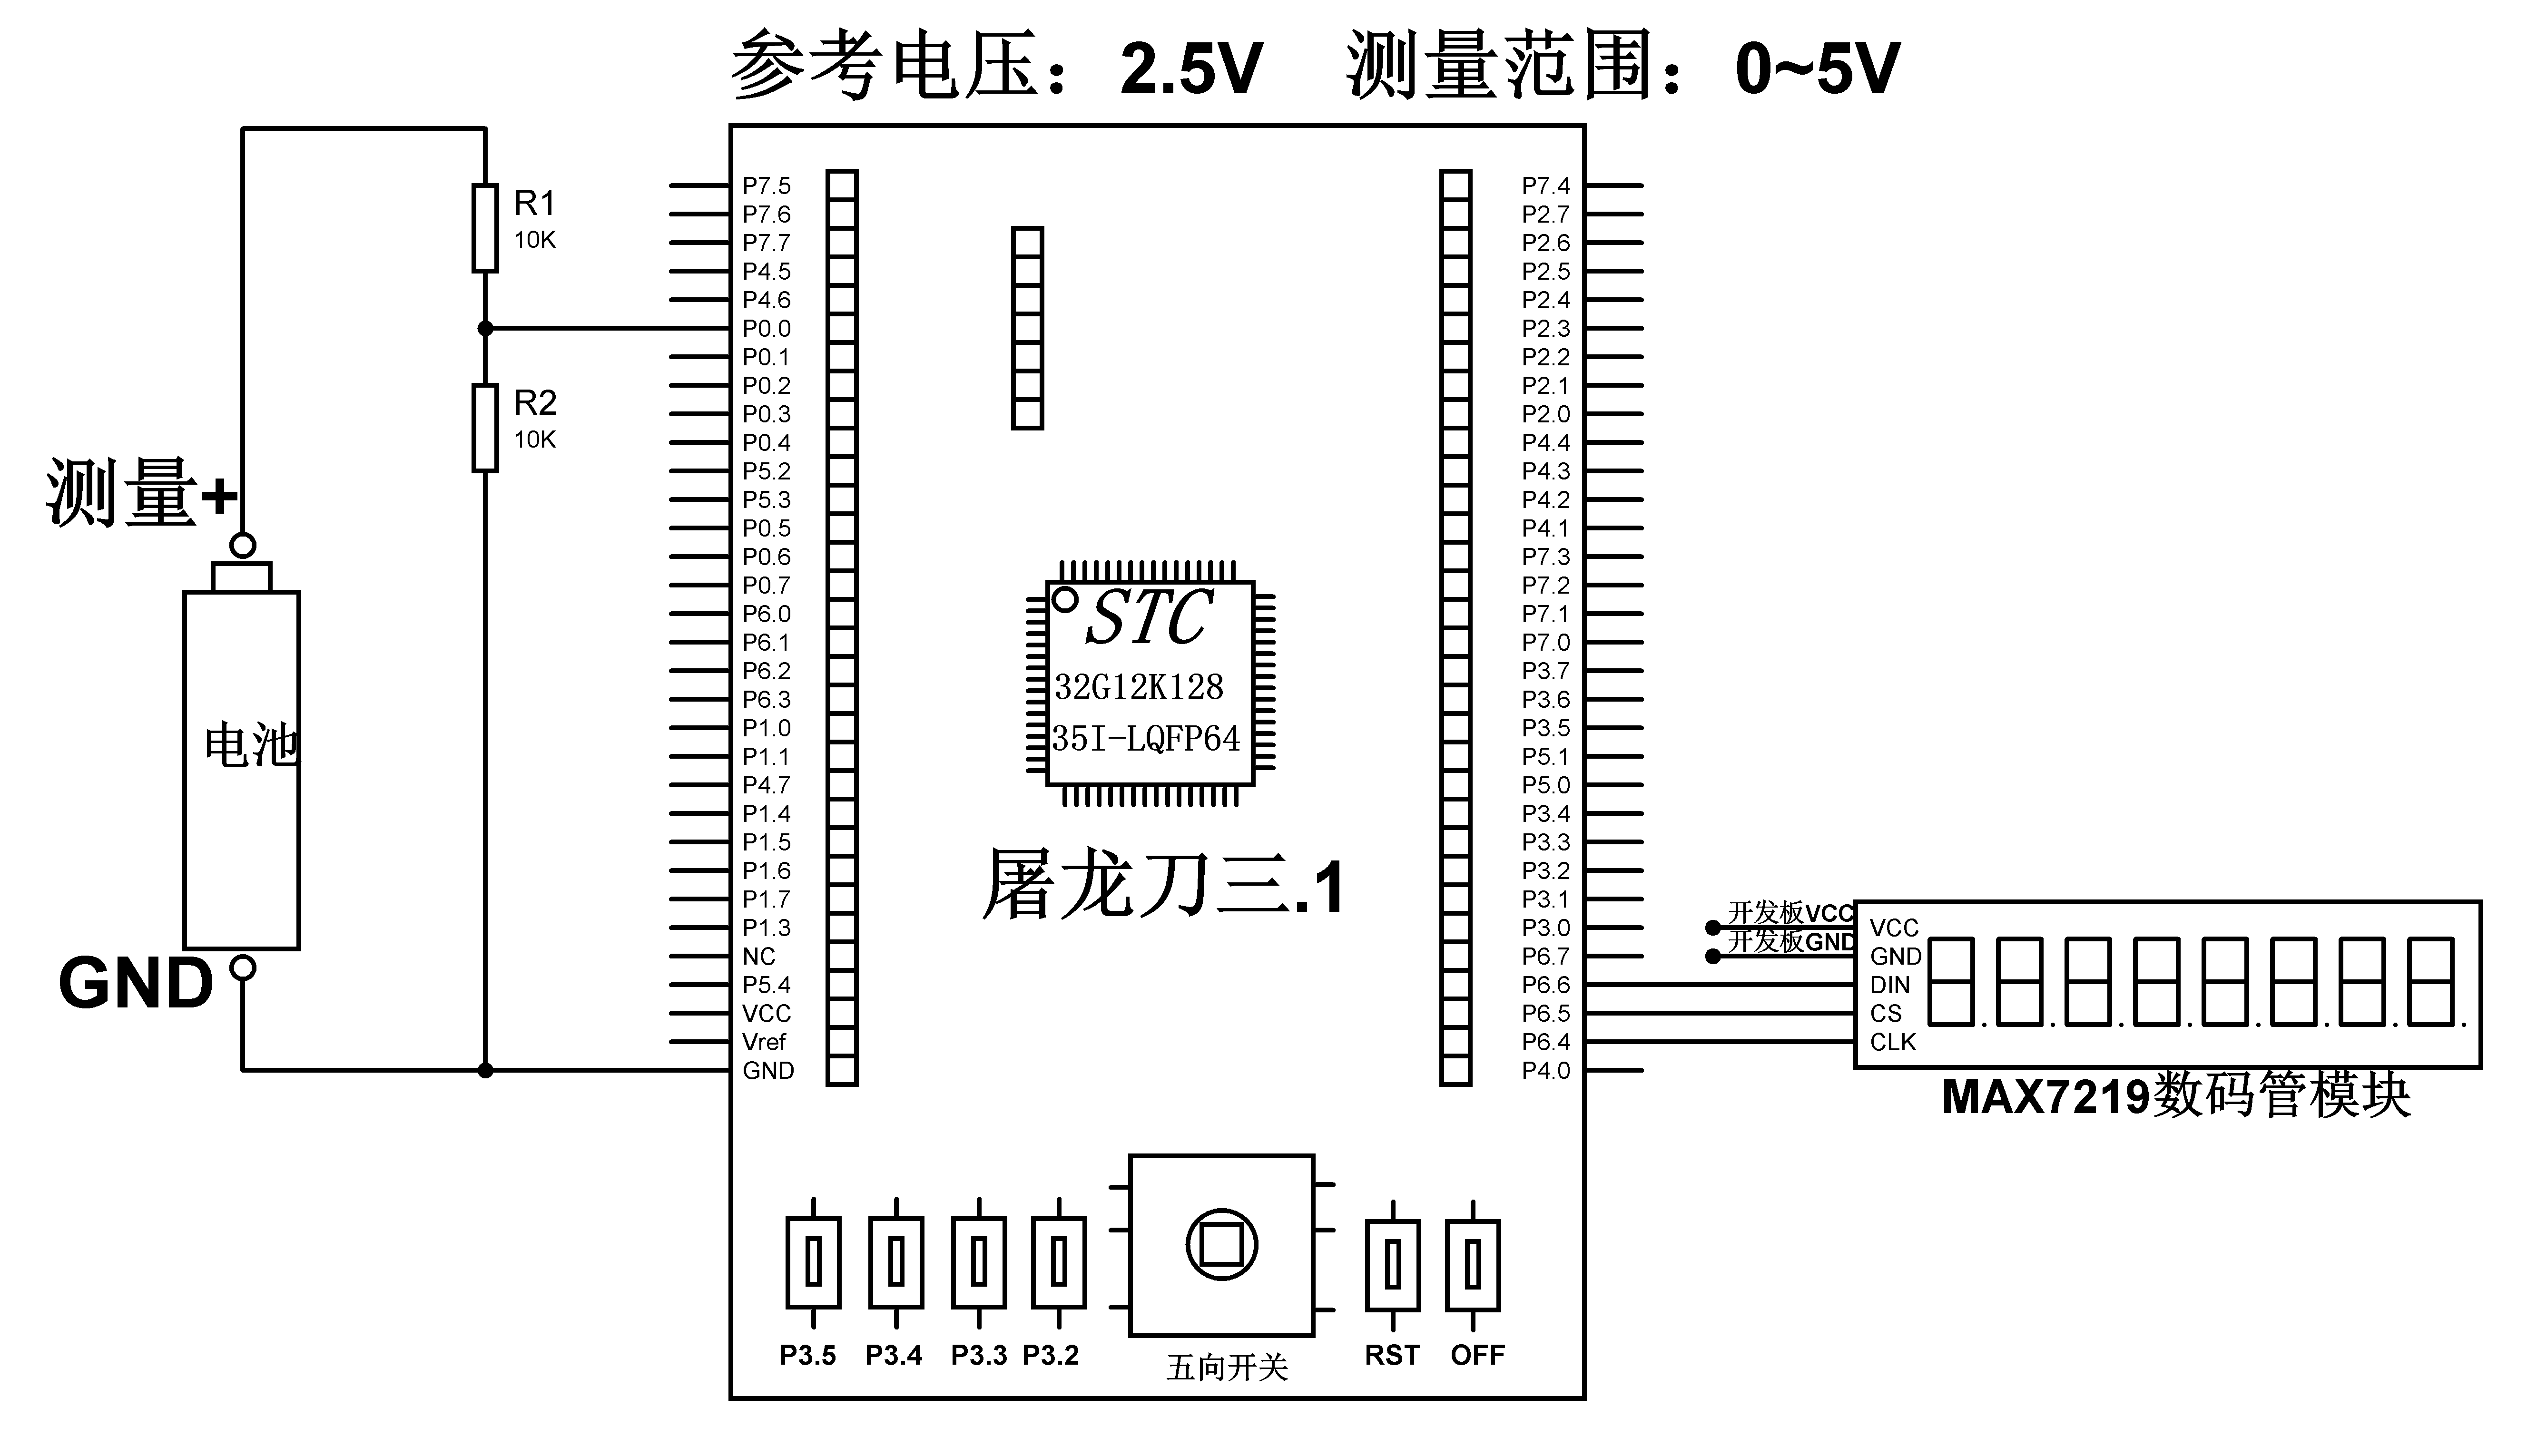 参考电压：2.5V 测量范围：0~5V
R1
10K
R2
10K
测量+
电池
GND
P7.5
P7.6
P7.7
P4.5
P4.6
P0.0
P0.1
P0.2
P0.3
P0.4
P5.2
P5.3
P0.5
P0.6
P0.7
P6.0
P6.1
P6.2
P6.3
P1.0
P1.1
P4.7
P1.4
P1.5
P1.6
P1.7
P1.3
NC
P5.4
VCC
Vref
GND
STC
32G12K128
35I-LQFP64
屠龙刀三.1
P7.4
P2.7
P2.6
P2.5
P2.4
P2.3
P2.2
P2.1
P2.0
P4.4
P4.3
P4.2
P4.1
P7.3
P7.2
P7.1
P7.0
P3.7
P3.6
P3.5
P5.1
P5.0
P3.4
P3.3
P3.2
P3.1
P3.0
P6.7
P6.6
P6.5
P6.4
P4.0
开发板VCC
开发板GND
VCC
GND
DIN
CS
CLK
MAX7219数码管模块
P3.5 P3.4 P3.3 P3.2 五向开关 RST OFF